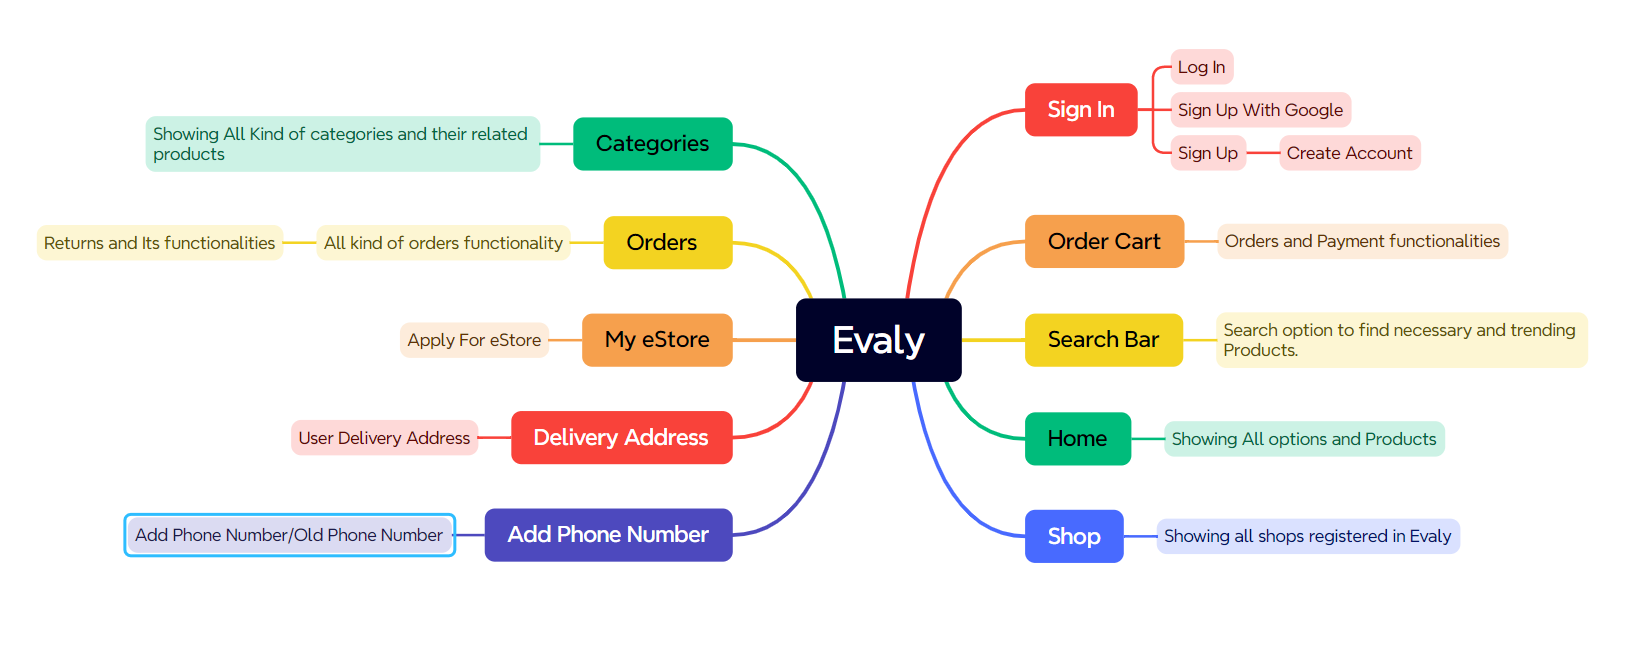 Evaly
Sign In
Log In
Sign Up With Google
Sign Up
Create Account
Order Cart
Orders and Payment functionalities
Search Bar
Search option to find necessary and trending
Products.
Home
Showing All options and Products
Shop
Showing all shops registered in Evaly
Categories
Showing All Kind of categories and their related
products
Orders
All kind of orders functionality
Returns and Its functionalities
My eStore
Apply For eStore
Delivery Address
User Delivery Address
Add Phone Number
Add Phone Number/Old Phone Number